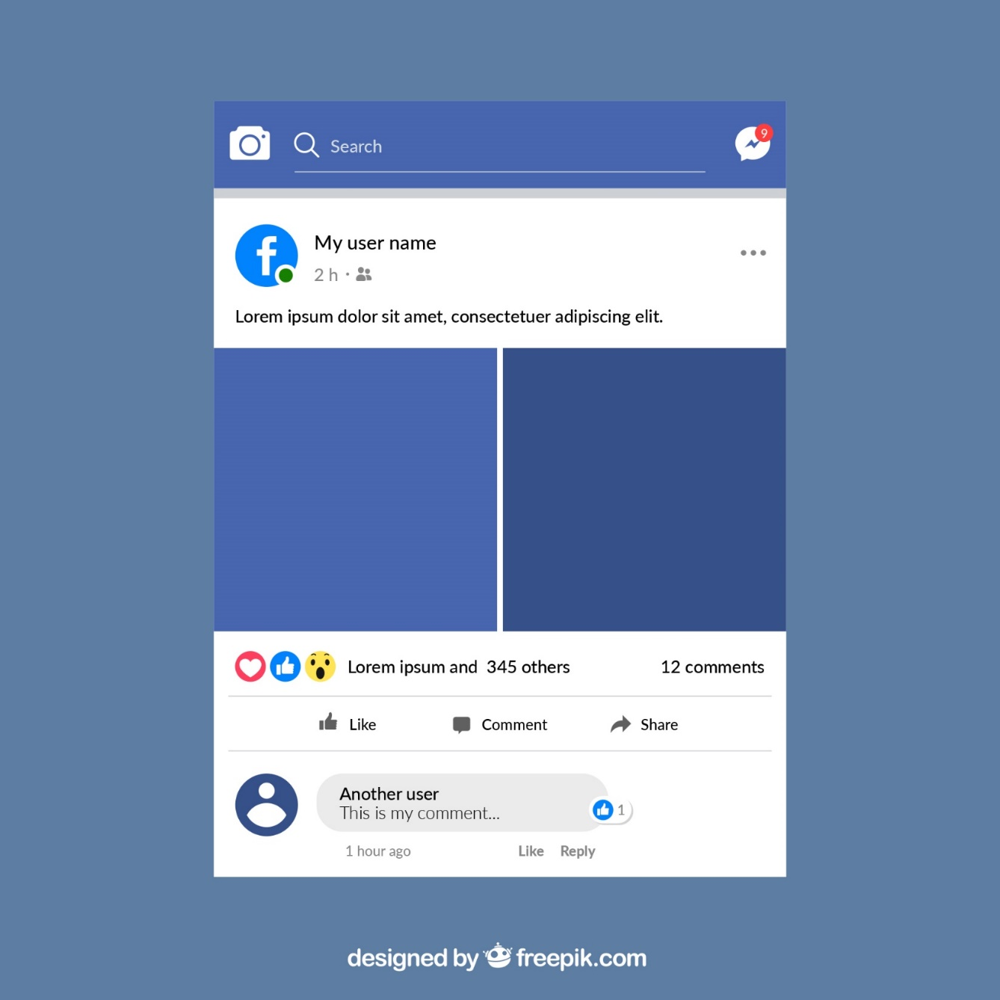 Search
9
My user name
2 h ·
Lorem ipsum dolor sit amet, consectetuer adipiscing elit.
Lorem ipsum and 345 others 12 comments
Like Comment Share
Another user
This is my comment...
1
1 hour ago Like Reply
designed by freepik.com